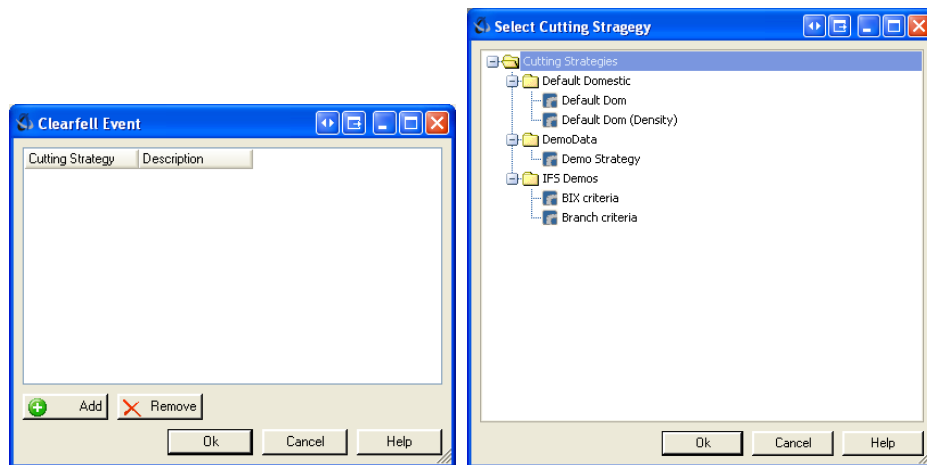 Clearfell Event
Cutting Strategy Description
Add Remove
Ok Cancel Help
Select Cutting Stragegy
Cutting Strategies
Default Domestic
Default Dom
Default Dom (Density)
DemoData
Demo Strategy
IFS Demos
BIX criteria
Branch criteria
Ok Cancel Help